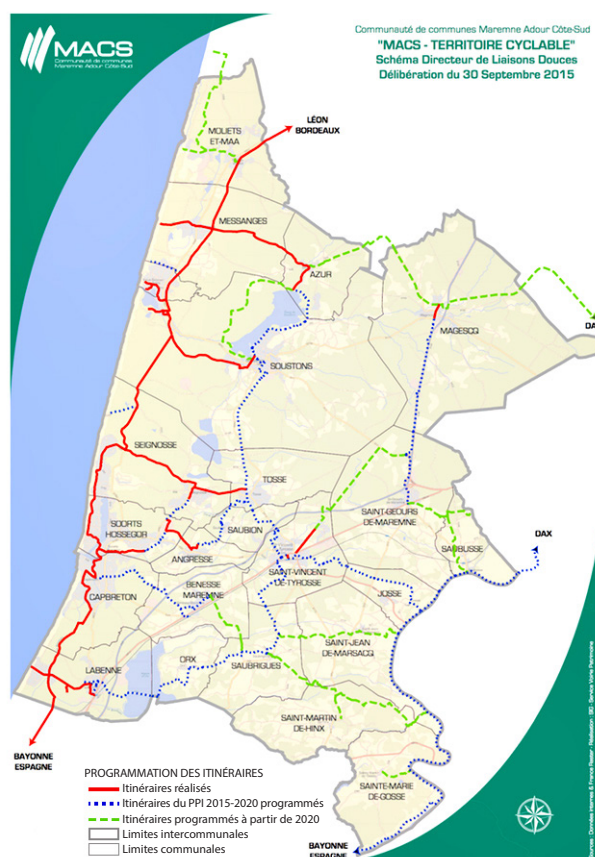 MACS
Communauté de communes
Maremne Adour Côte-Sud
Communauté de communes Maremne Adour Côte-Sud
"MACS - TERRITOIRE CYCLABLE"
Schéma Directeur de Liaisons Douces
Délibération du 30 Septembre 2015
LÉON
BORDEAUX
MOLIETS
ET-MAA
MESSANGES
AZUR
MAGESCQ
SOUSTONS
SEIGNOSSE
TOSSE
SAINT-GEOURS
DE-MAREMNE
SOORTS
HOSSEGOR
SAUBION
SAUBUSSE
DAX
ANGRESSE
SAINT-VINCENT
DE-TYROSSE
BENESSE
MAREMNE
JOSSE
CAPBRETON
SAINT-JEAN
DE-MARSACQ
ORX
LABENNE
SAUBRIGUES
SAINT-MARTIN
DE-HINX
BAYONNE
ESPAGNE
SAINTE-MARIE
DE-GOSSE
BAYONNE
ESPAGNE
PROGRAMMATION DES ITINÉRAIRES
Itinéraires réalisés
Itinéraires du PPI 2015-2020 programmés
Itinéraires programmés à partir de 2020
Limites intercommunales
Limites communales